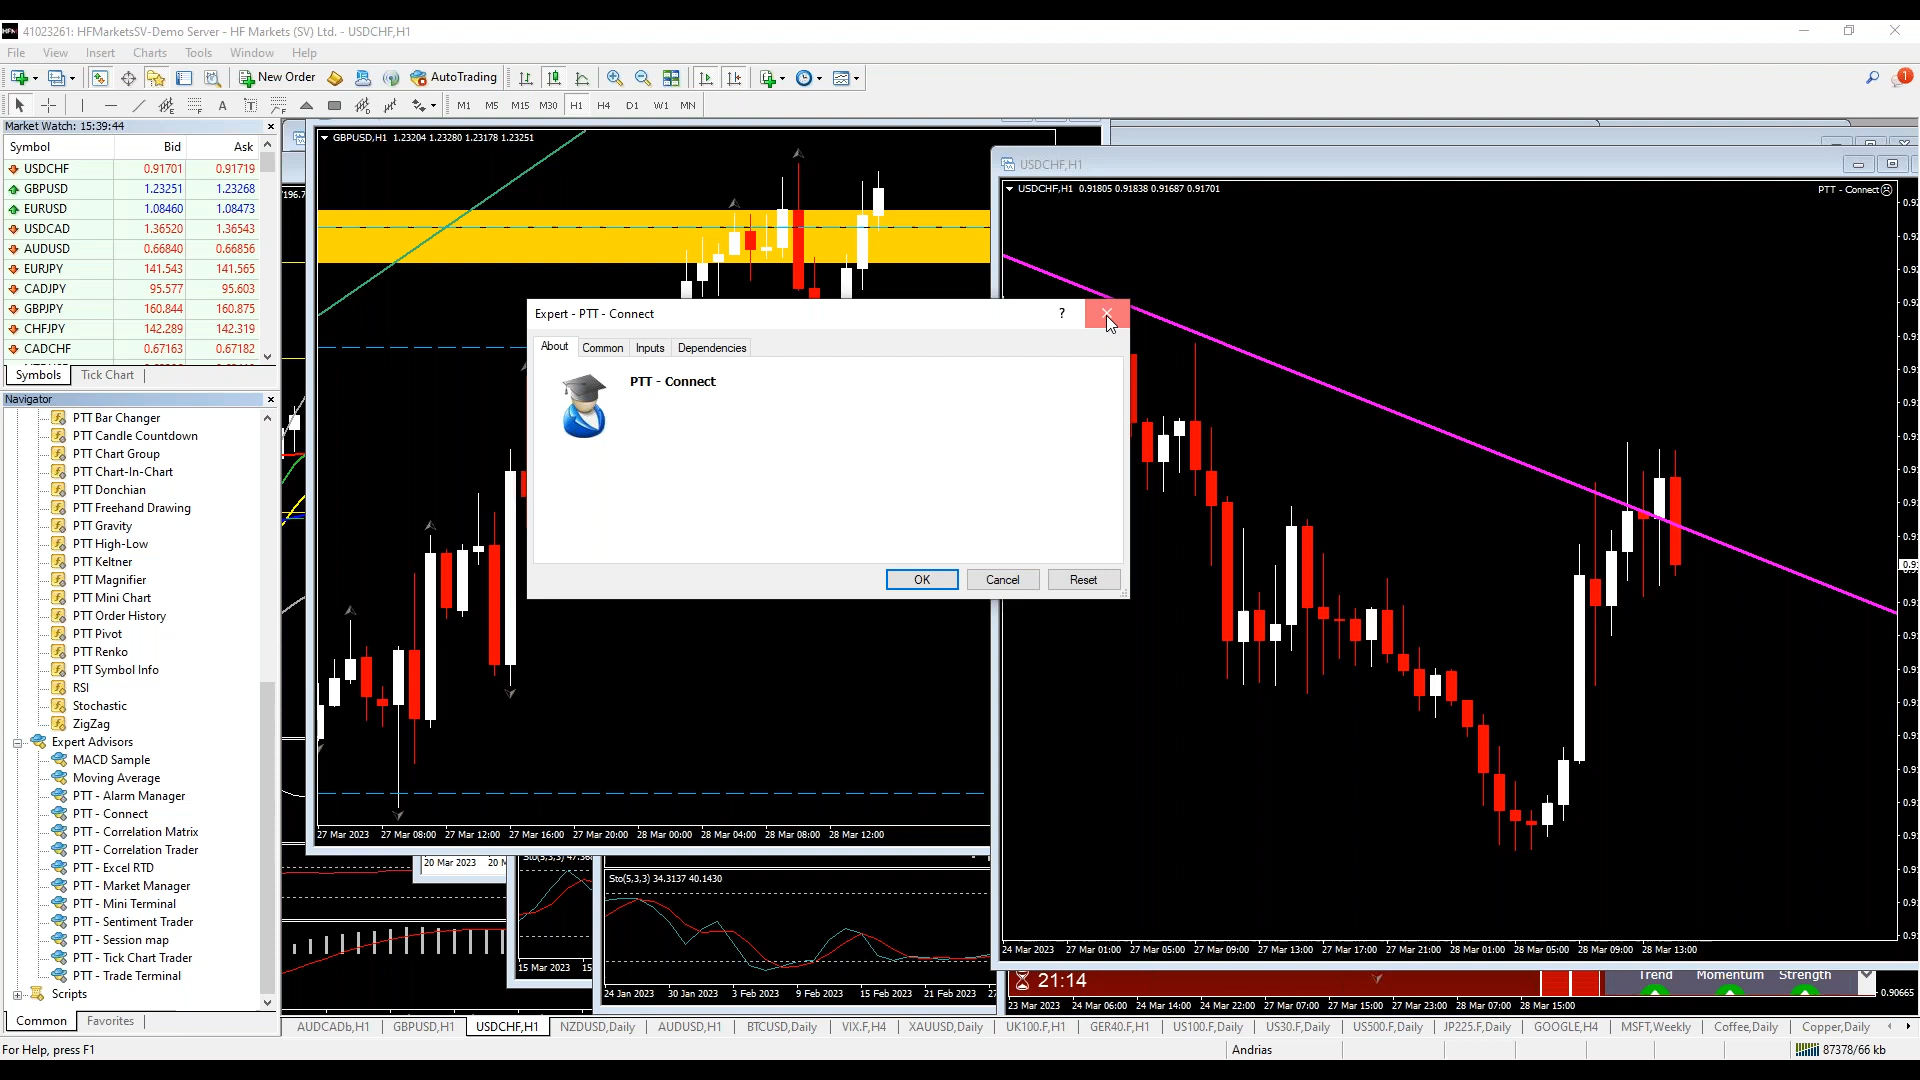 HFM 41023261: HFMarketsSV-Demo Server - HF Markets (SV) Ltd. - USDCHF,H1
File View Insert Charts Tools Window Help
New Order AutoTrading 1
A T M1 M5 M15 M30 H1 H4 D1 W1 MN
Market Watch: 15:39:44
Symbol Bid Ask
USDCHF 0.91701 0.91719
GBPUSD 1.23251 1.23268
EURUSD 1.08460 1.08473
USDCAD 1.36520 1.36543
AUDUSD 0.66840 0.66856
EURJPY 141.543 141.565
CADJPY 95.577 95.603
GBPJPY 160.844 160.875
CHFJPY 142.289 142.319
CADCHF 0.67163 0.67182
Symbols Tick Chart
Navigator
PTT Bar Changer
PTT Candle Countdown
PTT Chart Group
PTT Chart-In-Chart
PTT Donchian
PTT Freehand Drawing
PTT Gravity
PTT High-Low
PTT Keltner
PTT Magnifier
PTT Mini Chart
PTT Order History
PTT Pivot
PTT Renko
PTT Symbol Info
RSI
Stochastic
ZigZag
Expert Advisors
MACD Sample
Moving Average
PTT - Alarm Manager
PTT - Connect
PTT - Correlation Matrix
PTT - Correlation Trader
PTT - Excel RTD
PTT - Market Manager
PTT - Mini Terminal
PTT - Sentiment Trader
PTT - Session map
PTT - Tick Chart Trader
PTT - Trade Terminal
Scripts
Common Favorites
GBPUSD,H1 1.23204 1.23280 1.23178 1.23251
27 Mar 2023 27 Mar 08:00 27 Mar 12:00 27 Mar 16:00 27 Mar 20:00 28 Mar 00:00 28 Mar 04:00 28 Mar 08:00 28 Mar 12:00
Expert - PTT - Connect ?
About Common Inputs Dependencies
PTT - Connect
OK Cancel Reset
USDCHF,H1
USDCHF,H1 0.91805 0.91838 0.91687 0.91701
PTT - Connect
24 Mar 2023 27 Mar 01:00 27 Mar 05:00 27 Mar 09:00 27 Mar 13:00 27 Mar 17:00 27 Mar 21:00 28 Mar 01:00 28 Mar 05:00 28 Mar 09:00 28 Mar 13:00
20 Mar 2023
15 Mar 2023
Sto(5,3,3) 34.3137 40.1430
24 Jan 2023 30 Jan 2023 3 Feb 2023 9 Feb 2023 15 Feb 2023 21 Feb 2023
21:14 Trend Momentum Strength
0.90665
23 Mar 2023 24 Mar 06:00 24 Mar 14:00 24 Mar 22:00 27 Mar 07:00 27 Mar 15:00 27 Mar 23:00 28 Mar 07:00 28 Mar 15:00
AUDCADb,H1 GBPUSD,H1 USDCHF,H1 NZDUSD,Daily AUDUSD,H1 BTCUSD,Daily VIX.F,H4 XAUUSD,Daily UK100.F,H1 GER40.F,H1 US100.F,Daily US30.F,Daily US500.F,Daily JP225.F,Daily GOOGLE,H4 MSFT,Weekly Coffee,Daily Copper,Daily
For Help, press F1 Andrias 87378/66 kb